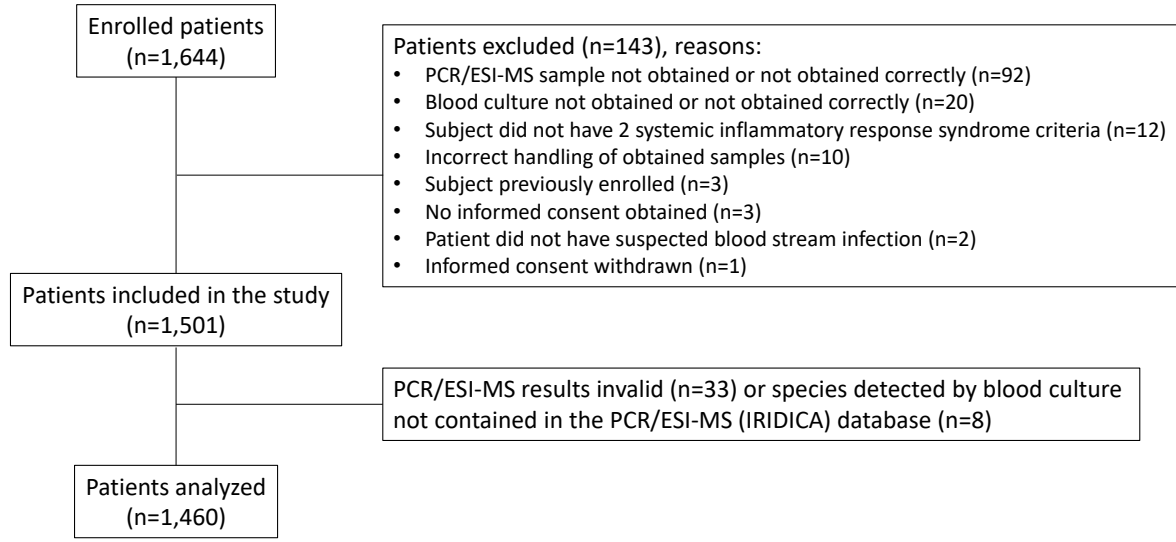 Enrolled patients
(n=1,644)
Patients excluded (n=143), reasons:
• PCR/ESI-MS sample not obtained or not obtained correctly (n=92)
• Blood culture not obtained or not obtained correctly (n=20)
• Subject did not have 2 systemic inflammatory response syndrome criteria (n=12)
• Incorrect handling of obtained samples (n=10)
• Subject previously enrolled (n=3)
• No informed consent obtained (n=3)
• Patient did not have suspected blood stream infection (n=2)
• Informed consent withdrawn (n=1)
Patients included in the study
(n=1,501)
PCR/ESI-MS results invalid (n=33) or species detected by blood culture
not contained in the PCR/ESI-MS (IRIDICA) database (n=8)
Patients analyzed
(n=1,460)